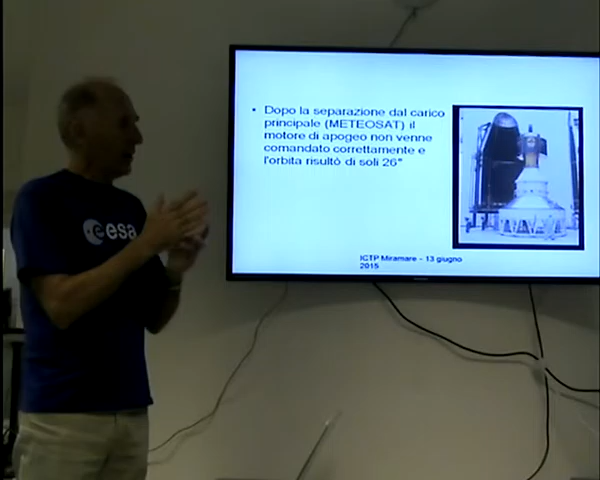 esa
• Dopo la separazione dal carico
principale (METEOSAT) il
motore di apogeo non venne
comandato correttamente e
l'orbita risultò di soli 26°
ICTP Miramare - 13 giugno
2015